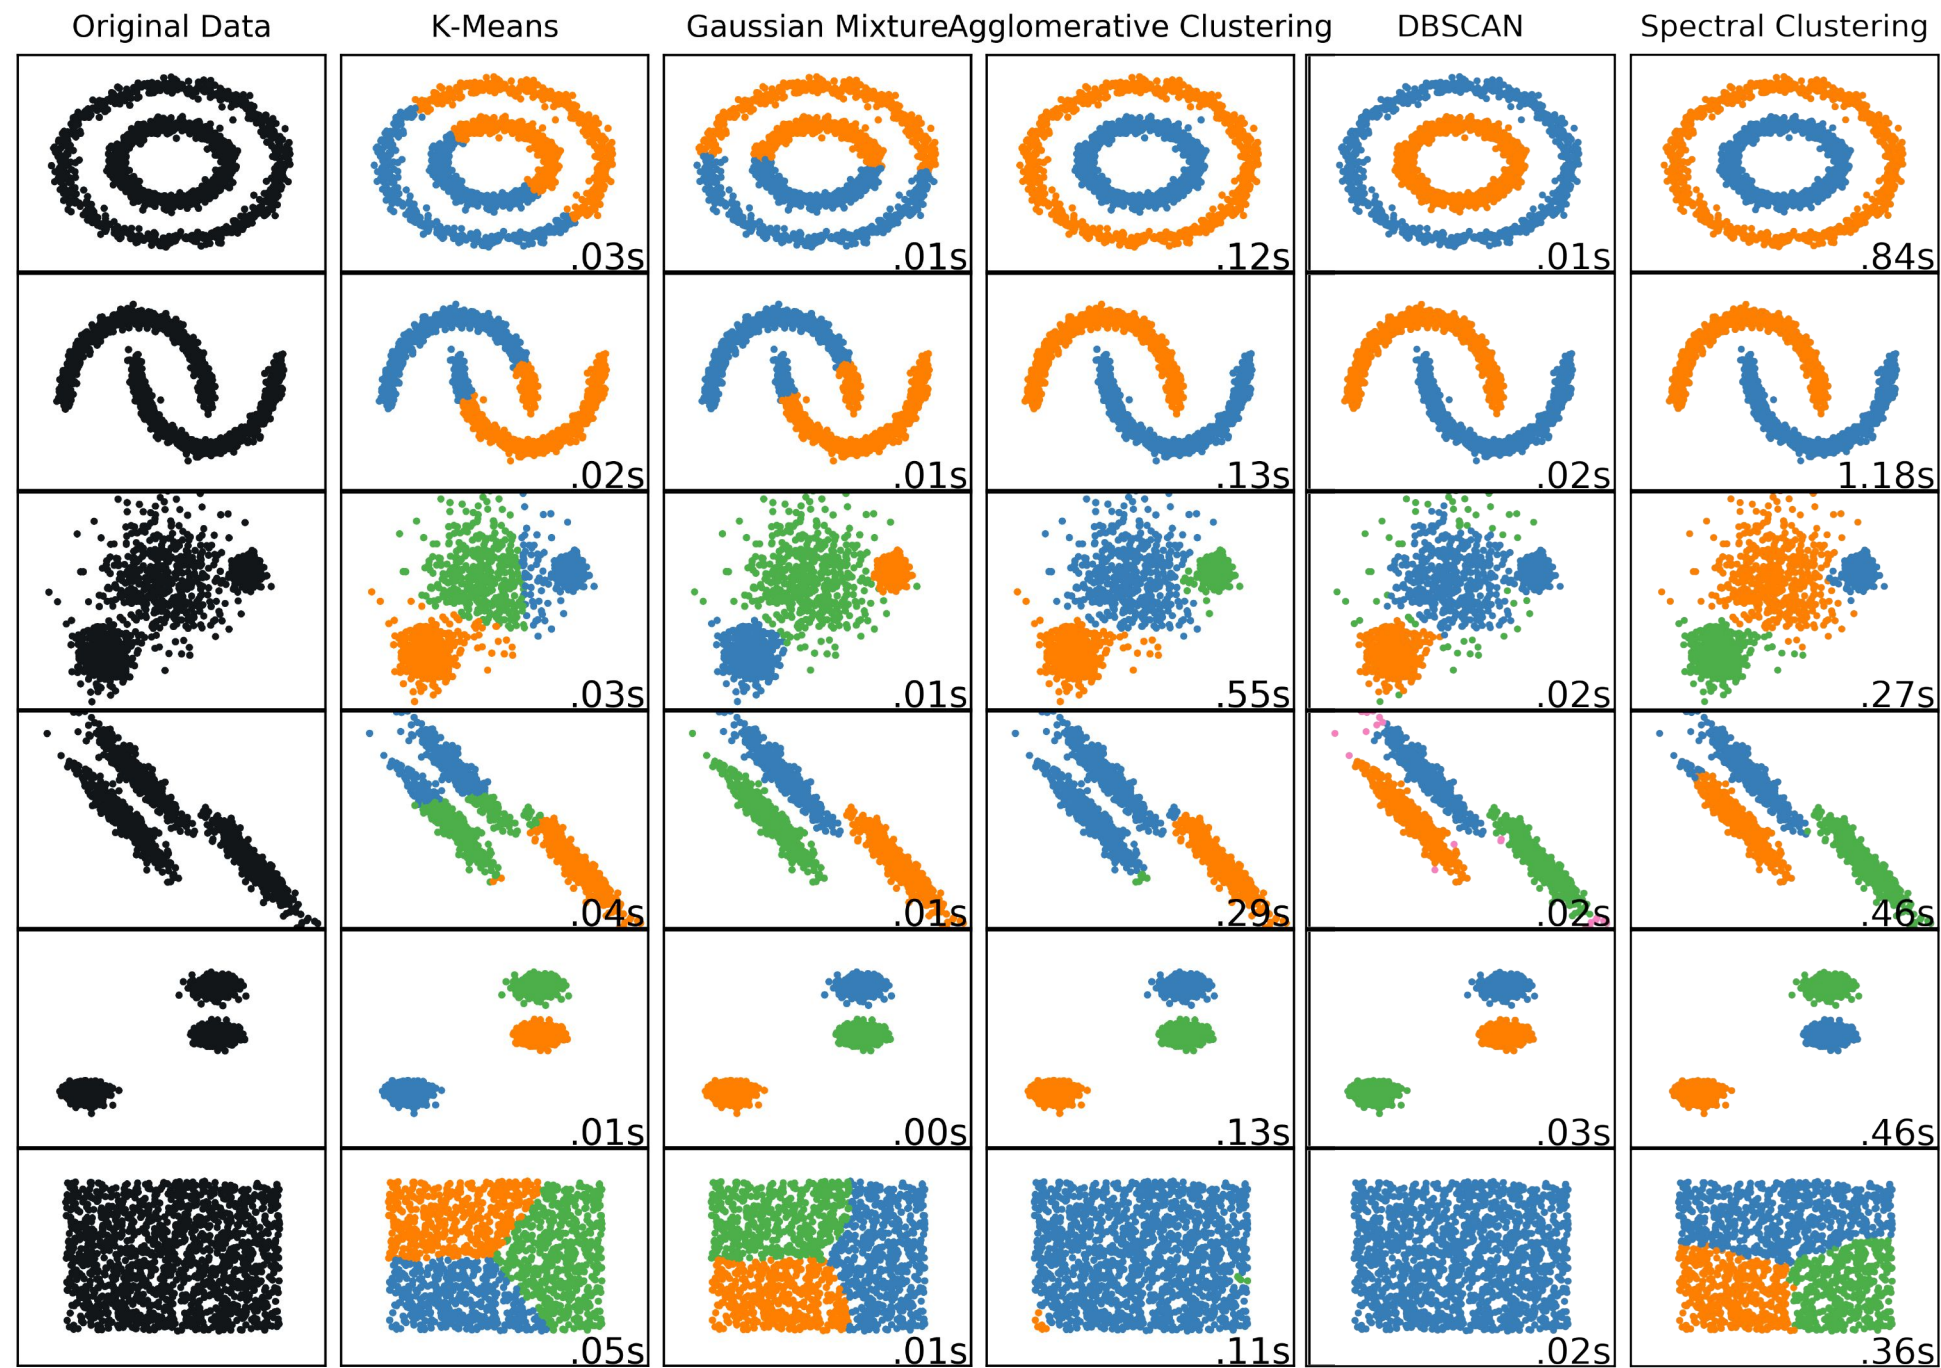 Original Data K-Means Gaussian Mixture Agglomerative Clustering DBSCAN Spectral Clustering
.03s .01s .12s .01s .84s
.02s .01s .13s .02s 1.18s
.03s .01s .55s .02s .27s
.04s .01s .29s .02s .46s
.01s .00s .13s .03s .46s
.05s .01s .11s .02s .36s